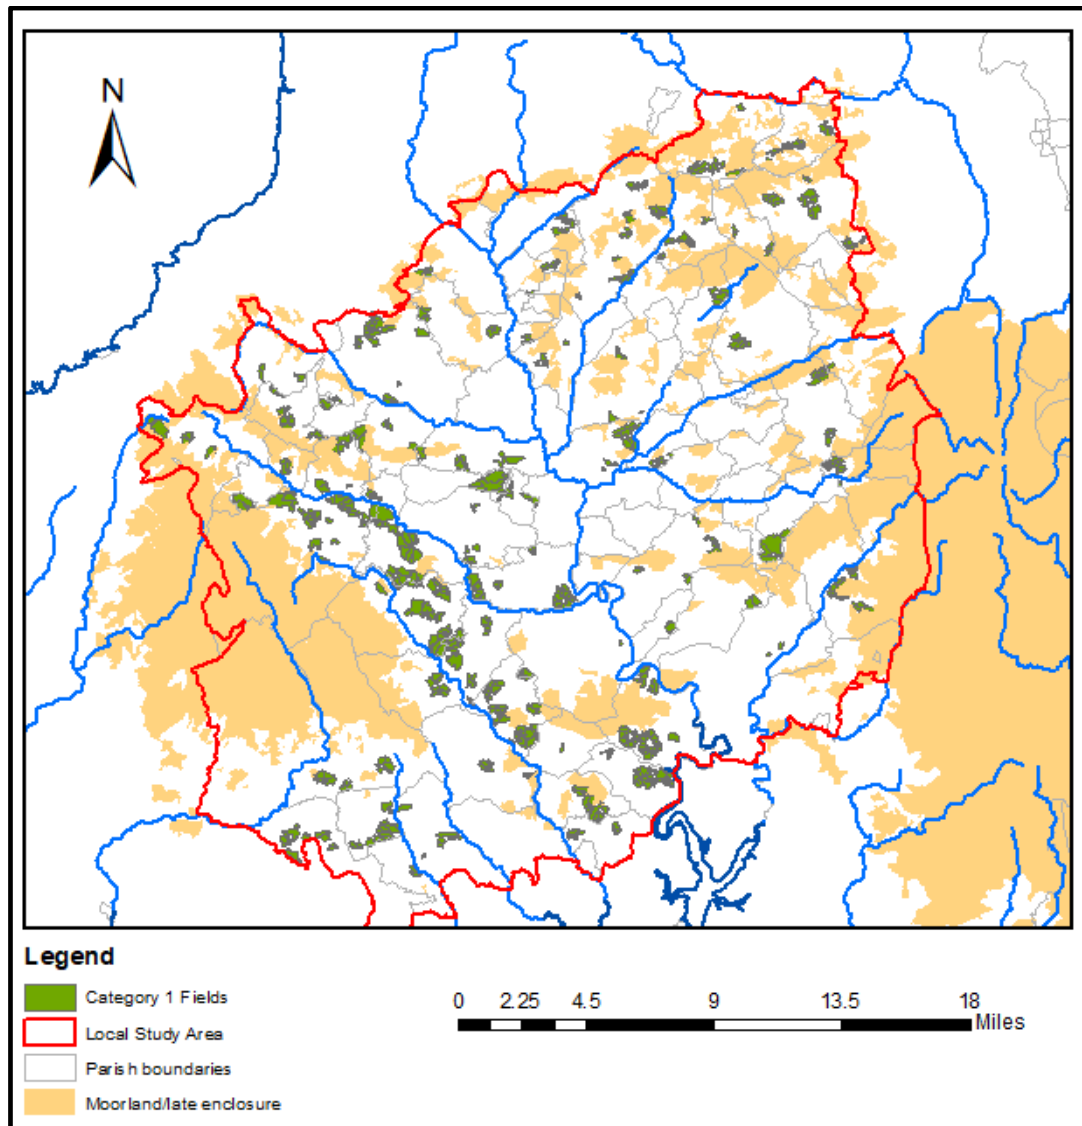 N
Legend
Category 1 Fields
Local Study Area
Parish boundaries
Moorland/late enclosure
0 2.25 4.5 9 13.5 18
Miles